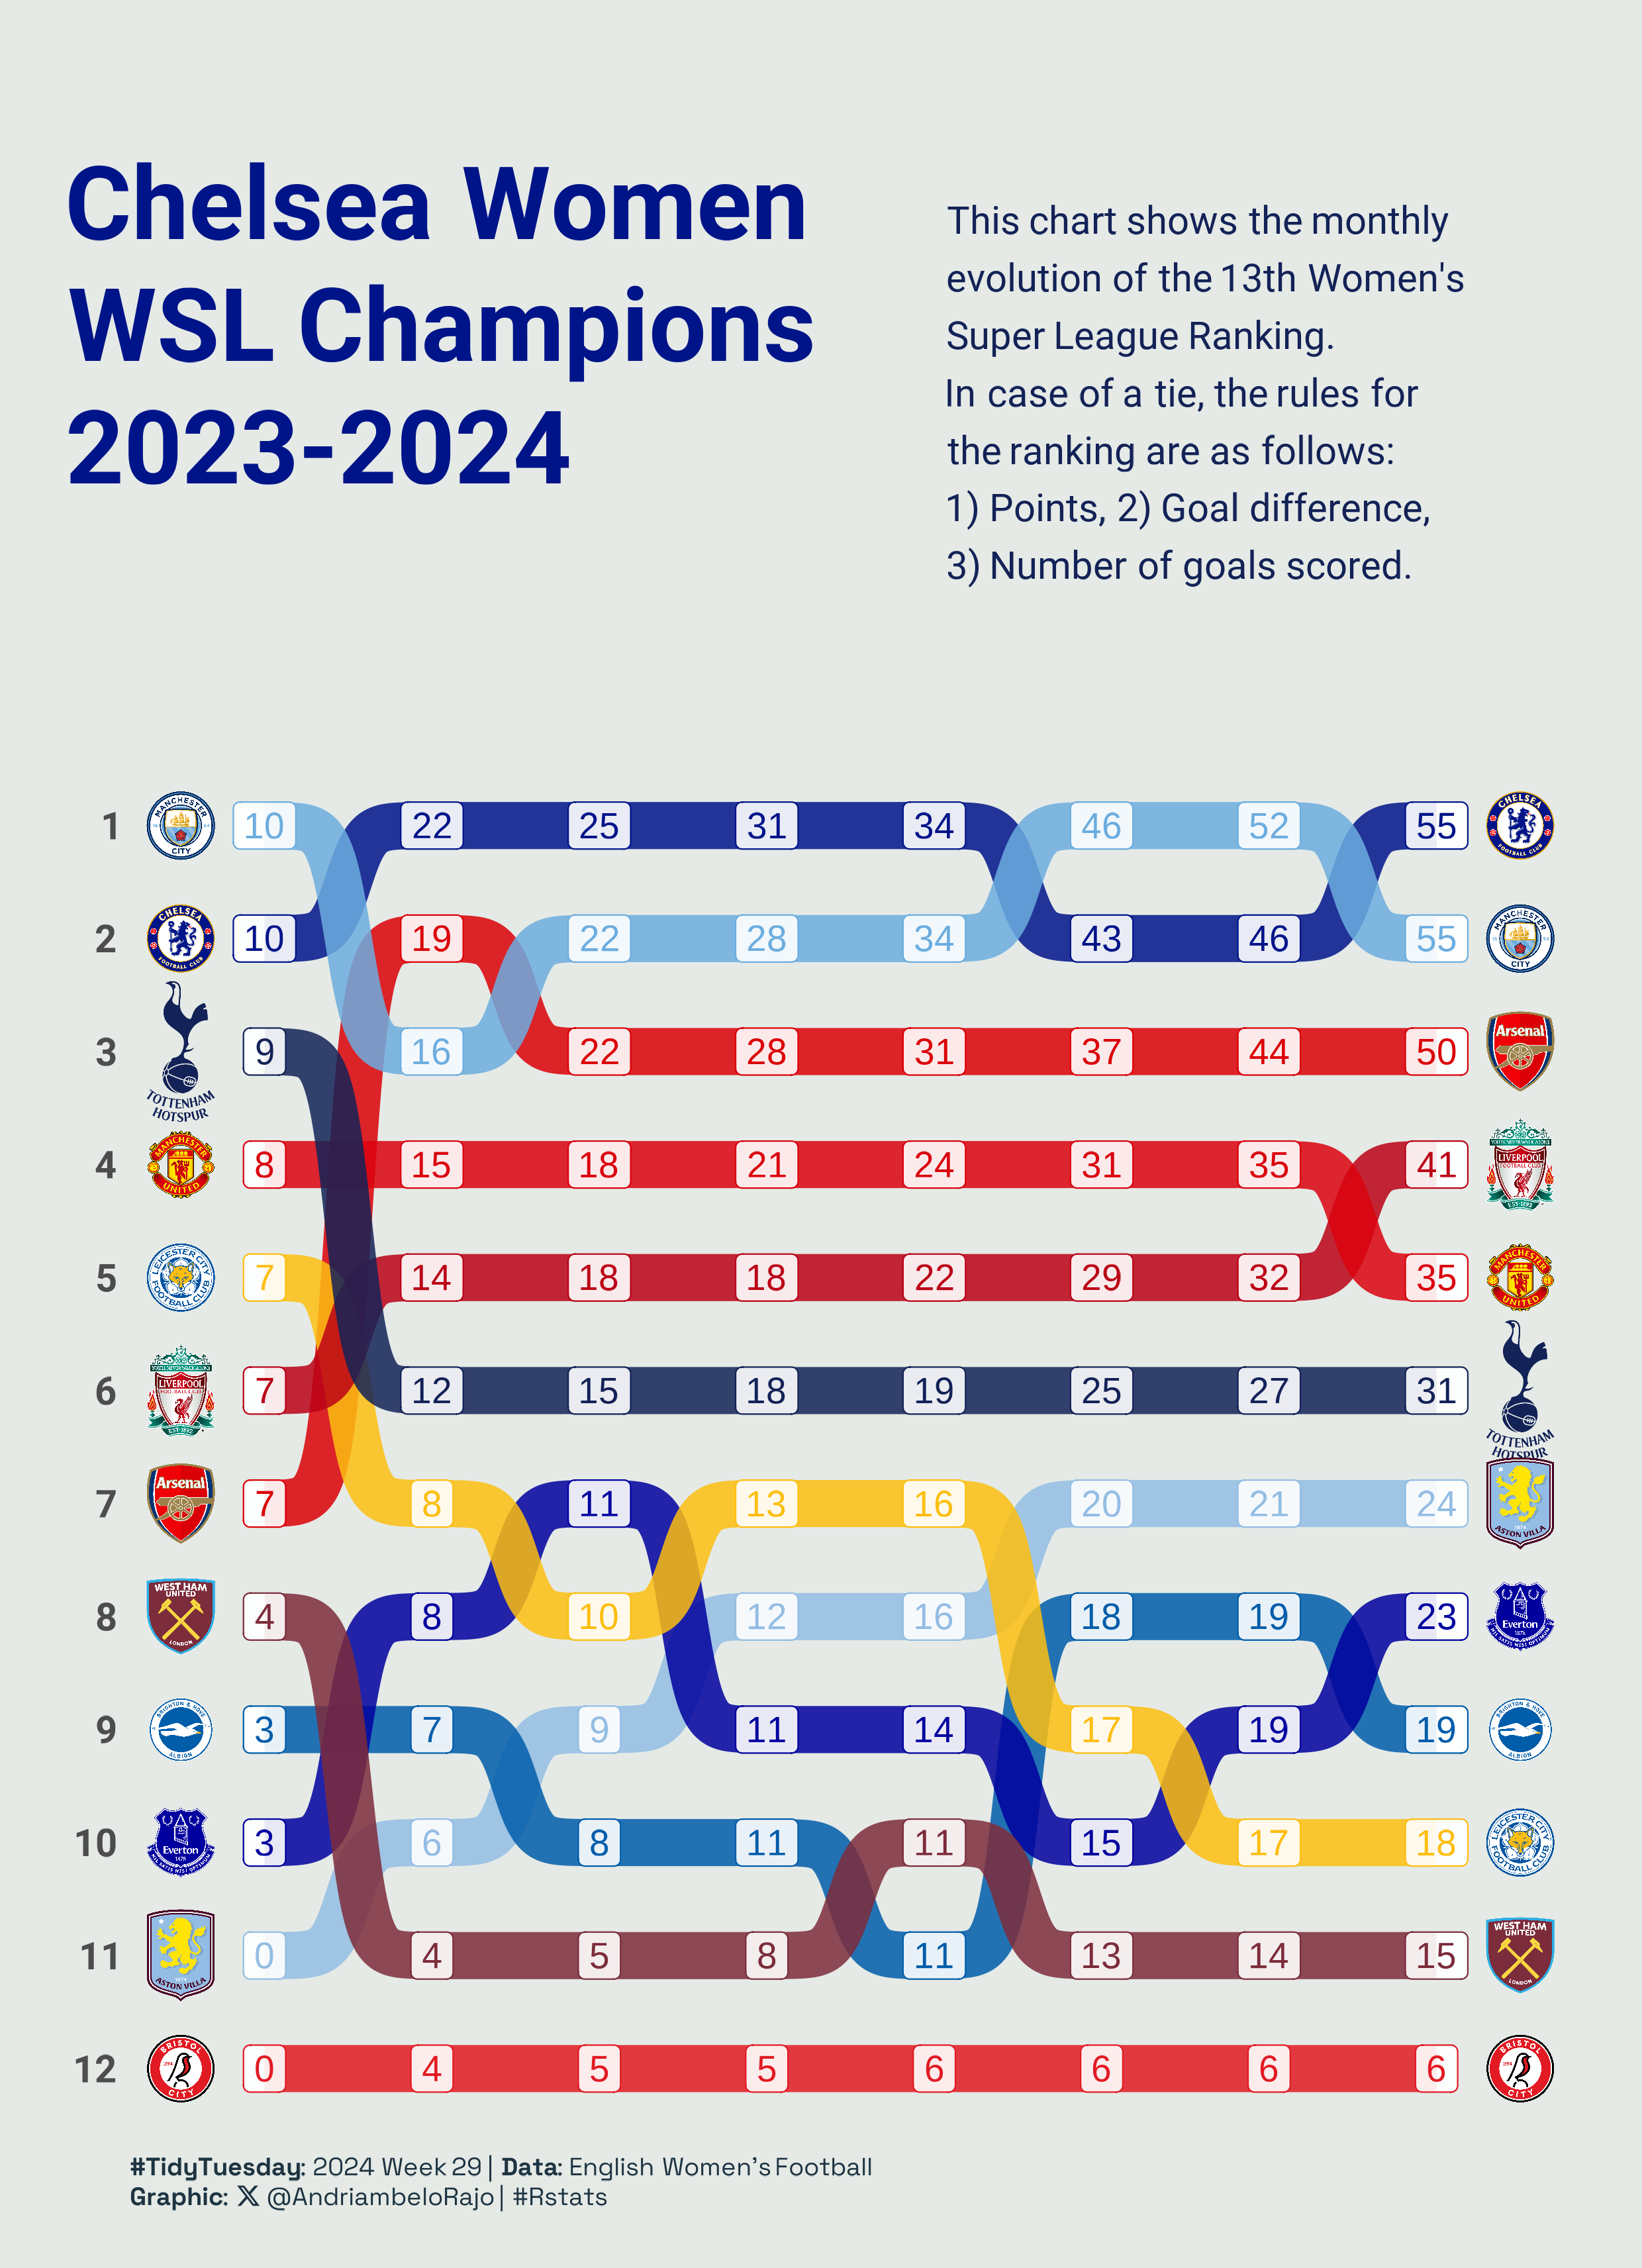 Chelsea Women
WSL Champions
2023-2024
This chart shows the monthly
evolution of the 13th Women's
Super League Ranking.
In case of a tie, the rules for
the ranking are as follows:
1) Points, 2) Goal difference,
3) Number of goals scored.
1 MANCHESTER CITY 10 22 25 31 34 46 52 55 CHELSEA FOOTBALL CLUB
2 CHELSEA FOOTBALL CLUB 10 19 22 28 34 43 46 55 MANCHESTER CITY
3 TOTTENHAM HOTSPUR 9 16 22 28 31 37 44 50 Arsenal
4 MANCHESTER UNITED 8 15 18 21 24 31 35 41 LIVERPOOL FOOTBALL CLUB EST·1892
5 LEICESTER CITY FOOTBALL CLUB 7 14 18 18 22 29 32 35 MANCHESTER UNITED
6 LIVERPOOL FOOTBALL CLUB EST·1892 7 12 15 18 19 25 27 31 TOTTENHAM HOTSPUR
7 Arsenal 7 8 11 13 16 20 21 24 ASTON VILLA
8 WEST HAM UNITED LONDON 4 8 10 12 16 18 19 23 Everton 1878
9 BRIGHTON & HOVE ALBION 3 7 9 11 14 17 19 19 BRIGHTON & HOVE ALBION
10 Everton 1878 3 6 8 11 11 15 17 18 LEICESTER CITY FOOTBALL CLUB
11 ASTON VILLA 0 4 5 8 11 13 14 15 WEST HAM UNITED LONDON
12 BRISTOL CITY 0 4 5 5 6 6 6 6 BRISTOL CITY
#TidyTuesday: 2024 Week 29 | Data: English Women's Football
Graphic: X @AndriambeloRajo | #Rstats